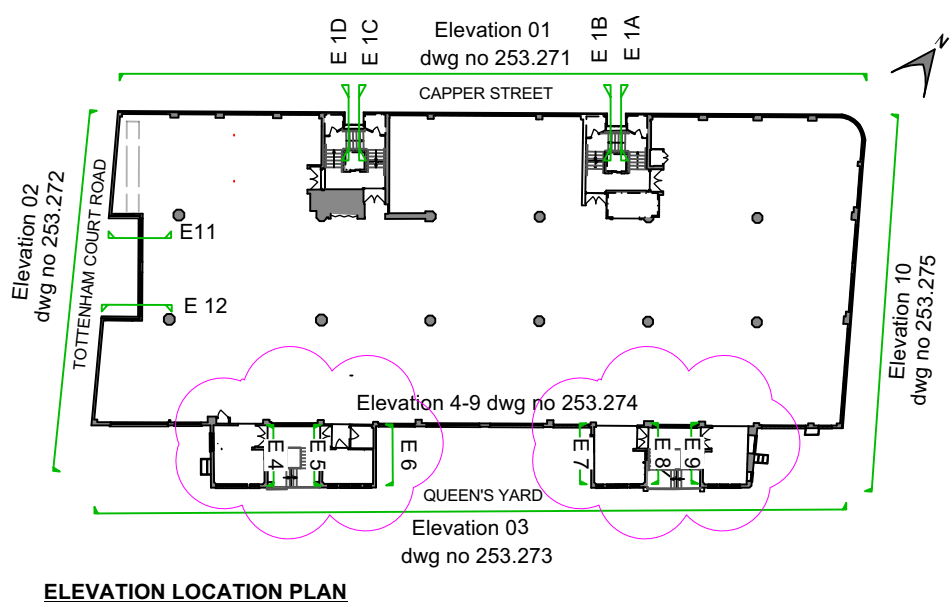 E 1D
E 1C
Elevation 01
dwg no 253.271
E 1B
E 1A
N
CAPPER STREET
Elevation 02
dwg no 253.272
TOTTENHAM COURT ROAD
E11
E 12
Elevation 10
dwg no 253.275
Elevation 4-9 dwg no 253.274
E 4
E 5
E 6
E 7
E 8
E 9
QUEEN'S YARD
Elevation 03
dwg no 253.273
ELEVATION LOCATION PLAN